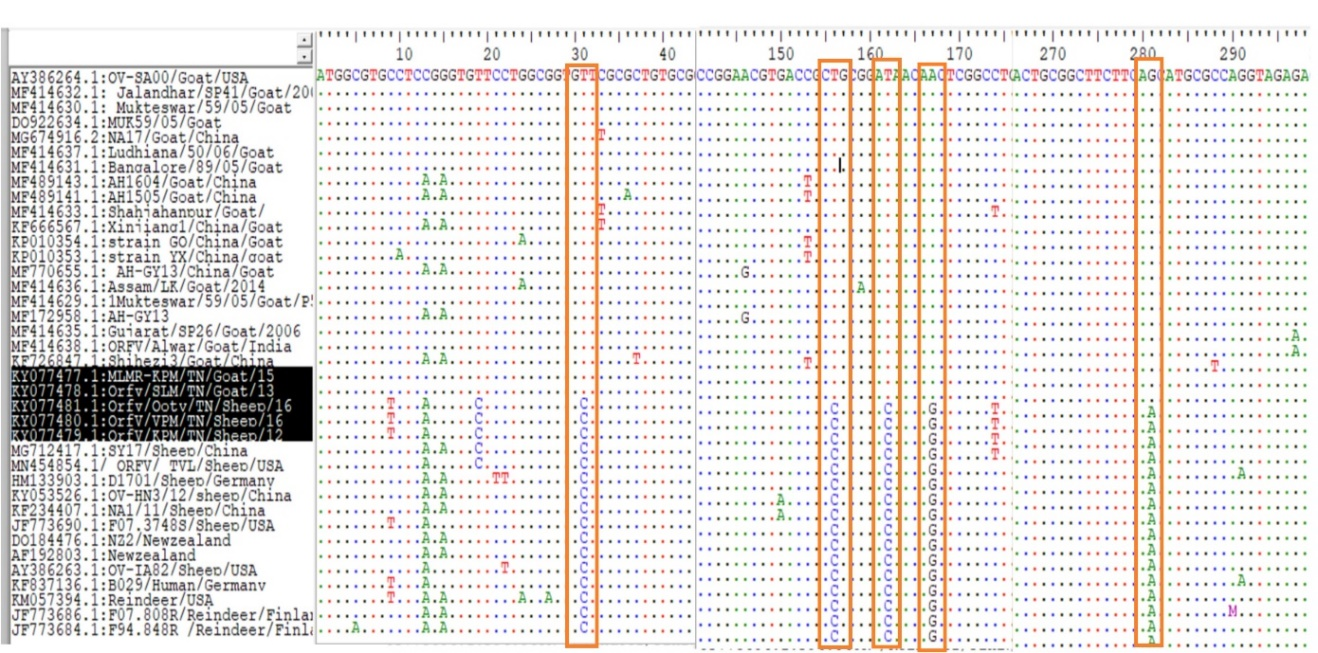 10 20 30 40 150 160 170 270 280 290
AY386264.1:OV-SA00/Goat/USA ATGGCGTGCCTCCGGGTGTTCCTGGCGGTGTTCGCGCTGTGCG CCGGAACGTGACCGCTGCGGATAACAACTCGGCCT ACTGCGGCTTCTTCAGCATGCGCCAGGTAGAGA
MF414632.1: Jalandhar/SP41/Goat/200
MF414630.1: Mukteswar/59/05/Goat
DQ922634.1:MUK59/05/Goat
MG674916.2:NA17/Goat/China T
MF414637.1:Ludhiana/50/06/Goat
MF414631.1:Bangalore/89/05/Goat
MF489143.1:AH1604/Goat/China A.A T
MF489141.1:AH1505/Goat/China A.A A T
MF414633.1:Shahjahanpur/Goat/ T T
KF666567.1:Xinjiang1/China/Goat A.A T
KP010354.1:strain GO/China/Goat A T
KP010353.1:strain YX/China/goat A T
MF770655.1: AH-GY13/China/Goat A.A G
MF414636.1:Assam/LK/Goat/2014 A A
MF414629.1:1Mukteswar/59/05/Goat/P
MF172958.1:AH-GY13 A.A G
MF414635.1:Gujarat/SP26/Goat/2006 A
MF414638.1:ORFV/Alwar/Goat/India A
KF726847.1:Shihezi3/Goat/China A.A T T T
KY077477.1:MLMR-KPM/TN/Goat/15
KY077478.1:Orfv/SLM/TN/Goat/13
KY077481.1:Orfv/Ooty/TN/Sheep/16 T A C C C C G T A
KY077480.1:OrfV/VPM/TN/Sheep/16 T A C C C C G T A
KY077479.1:OrfV/KPM/TN/Sheep/12 T A C C C C G T A
MG712417.1:SY17/Sheep/China A.A C C C C G T A
MN454854.1/ ORFV/ TVL/Sheep/USA A C C C C G A
HM133903.1:D1701/Sheep/Germany A.A TT C C C G A A
KY053526.1:OV-HN3/12/sheep/China A.A C C C G A
KF234407.1:NA1/11/Sheep/China A.A C A C C G A
JF773690.1:F07.3748S/Sheep/USA T A C A C C G A
DQ184476.1:NZ2/Newzealand A.A C C C G A
AF192803.1:Newzealand A.A C C C G A
AY386263.1:OV-IA82/Sheep/USA A T C C C G A
KF837136.1:B029/Human/Germany T A C C C G A A
KM057394.1:Reindeer/USA T A.A A A C C C G A
JF773686.1:F07.808R/Reindeer/Finla A.A C C C G A M
JF773684.1:F94.848R /Reindeer/Finl A A.A C C C G A